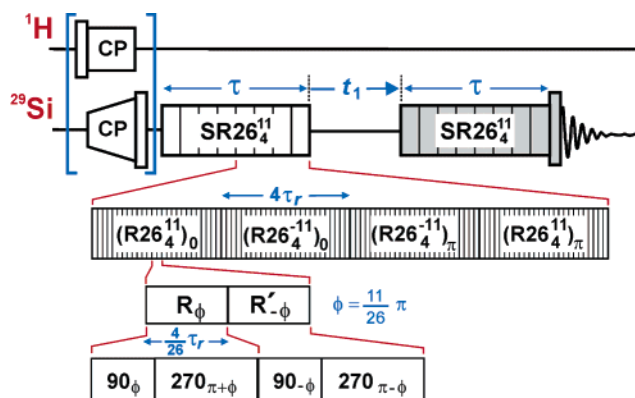 ¹H CP
τ t₁ τ
²⁹Si CP SR26₄¹¹ SR26₄¹¹
4τᵣ
(R26₄¹¹)₀ (R26₄⁻¹¹)₀ (R26₄⁻¹¹)π (R26₄¹¹)π
Rϕ R′₋ϕ ϕ = 11/26 π
4/26 τᵣ
90ϕ 270π+ϕ 90₋ϕ 270π-ϕ